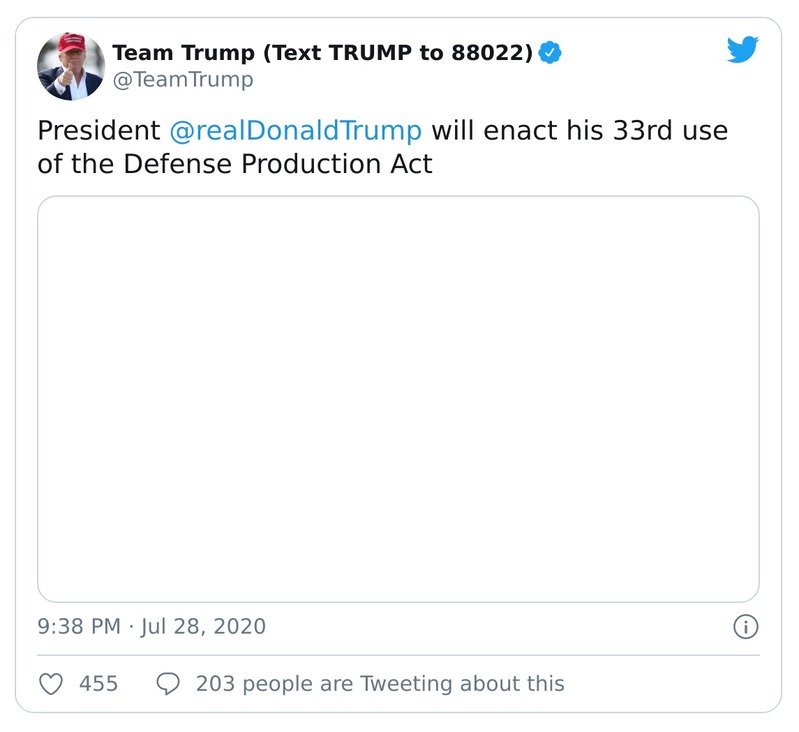 Team Trump (Text TRUMP to 88022)
@TeamTrump
President @realDonaldTrump will enact his 33rd use
of the Defense Production Act
9:38 PM · Jul 28, 2020
455 203 people are Tweeting about this